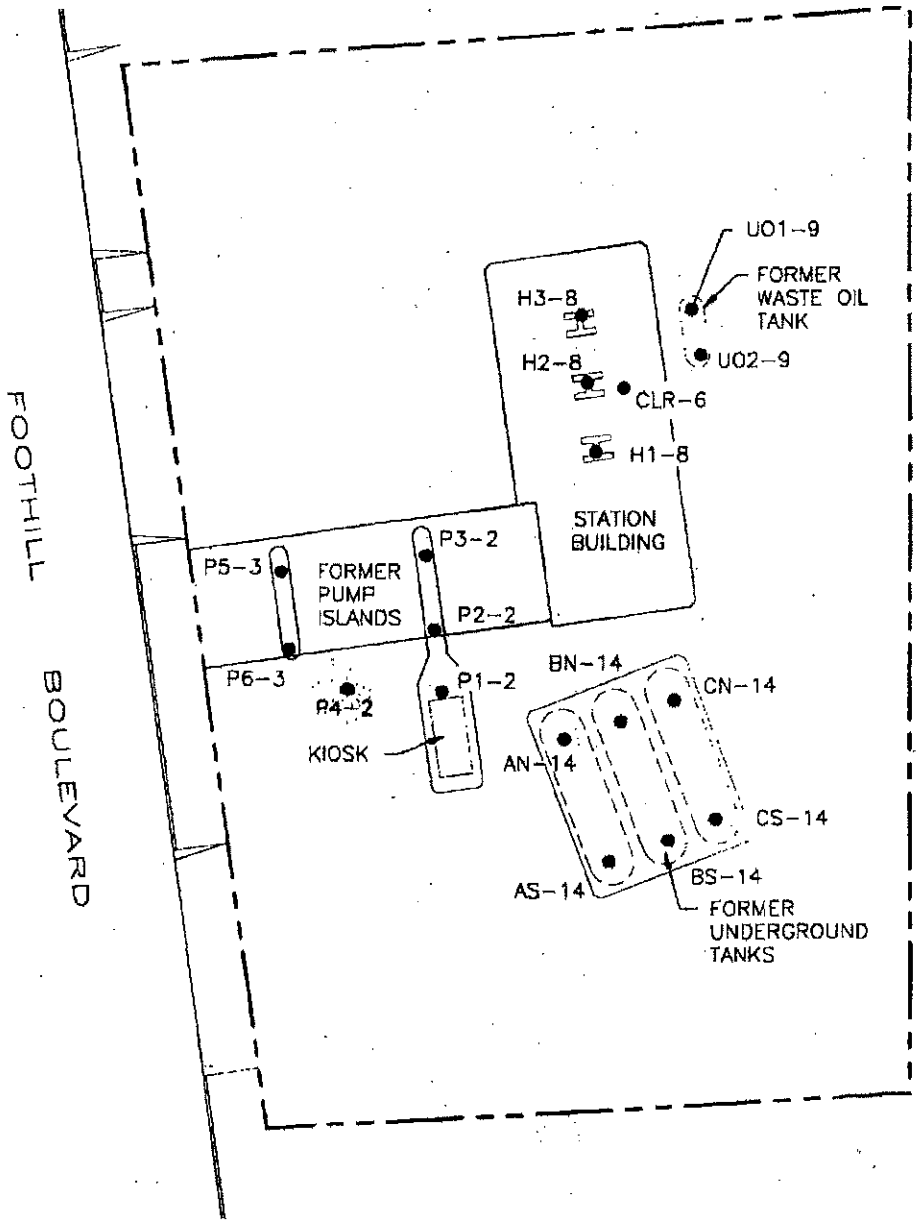 UO1-9
FORMER
WASTE OIL
TANK
H3-8
UO2-9
H2-8
CLR-6
H1-8
FOOTHILL BOULEVARD
STATION
BUILDING
P3-2
P5-3
FORMER
PUMP
ISLANDS
P2-2
BN-14
P6-3
P4-2
P1-2
CN-14
KIOSK
AN-14
CS-14
AS-14
BS-14
FORMER
UNDERGROUND
TANKS